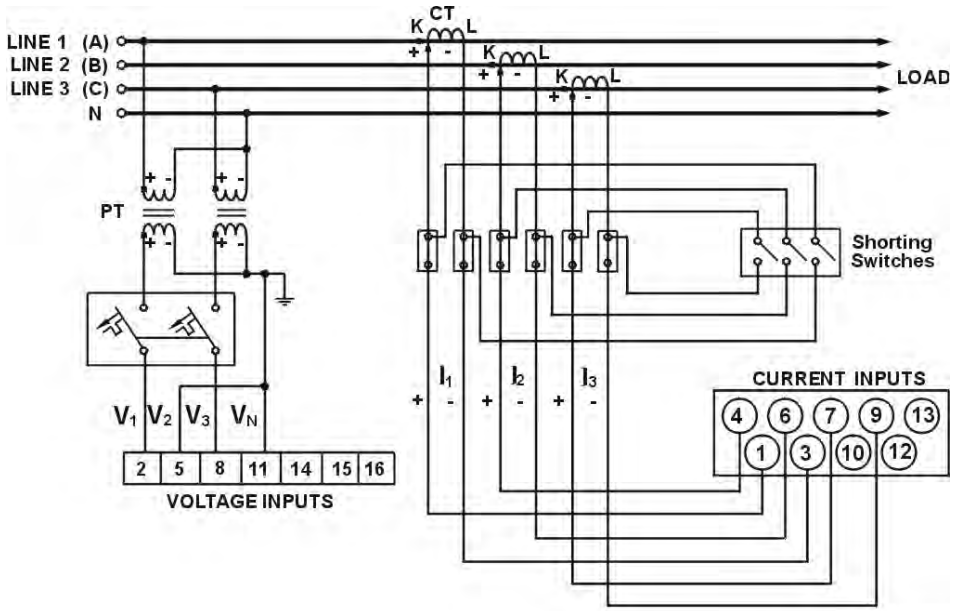 CT
K L
LINE 1 (A)
+ -
K L
LINE 2 (B)
+ -
K L
LINE 3 (C)
+ -
LOAD
N
+ - + -
PT
+ - + -
Shorting
Switches
I1 I2 I3
+ - + - + -
CURRENT INPUTS
4 6 7 9 13
1 3 10 12
V1 V2 V3 VN
2 5 8 11 14 15 16
VOLTAGE INPUTS